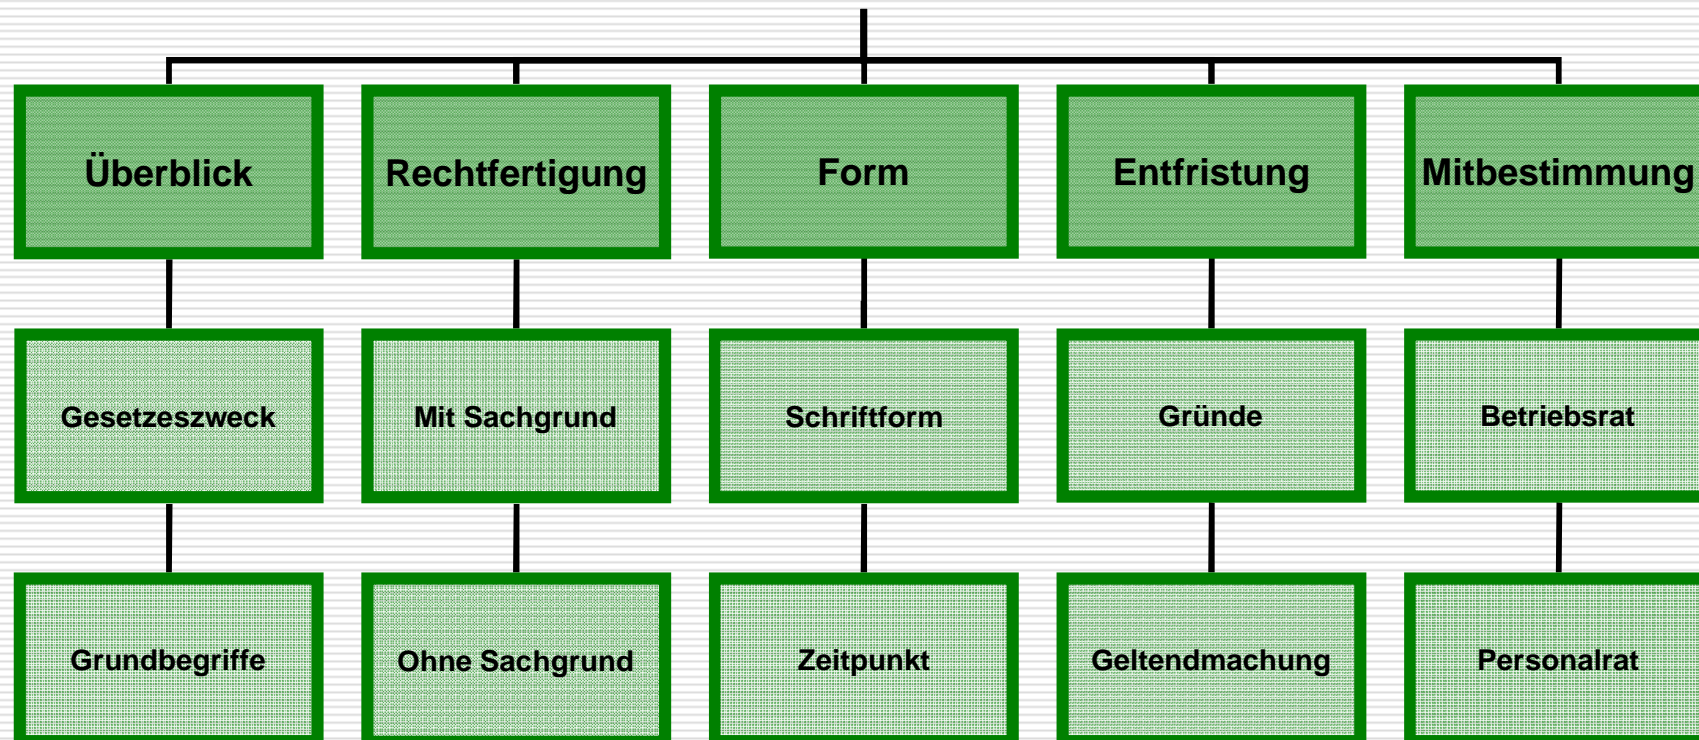 Überblick
Rechtfertigung
Form
Entfristung
Mitbestimmung
Gesetzeszweck
Mit Sachgrund
Schriftform
Gründe
Betriebsrat
Grundbegriffe
Ohne Sachgrund
Zeitpunkt
Geltendmachung
Personalrat